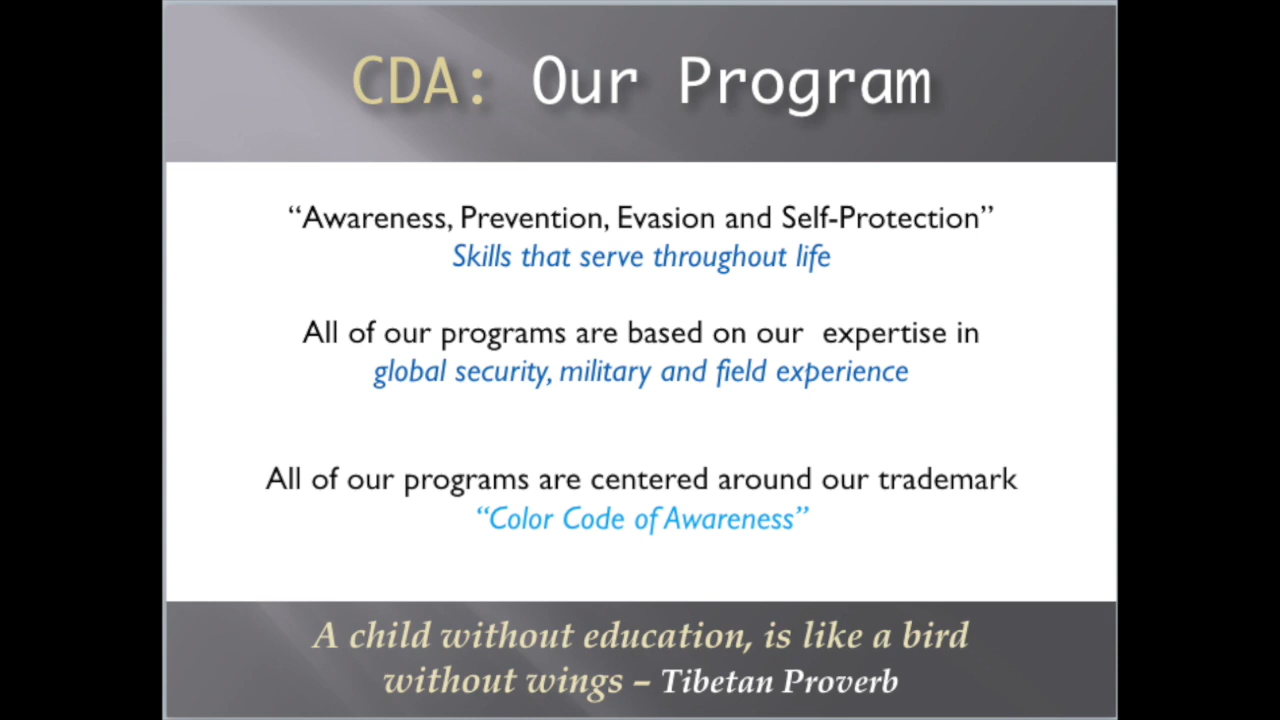 CDA: Our Program
“Awareness, Prevention, Evasion and Self-Protection”
Skills that serve throughout life
All of our programs are based on our expertise in
global security, military and field experience
All of our programs are centered around our trademark
“Color Code of Awareness”
A child without education, is like a bird
without wings – Tibetan Proverb